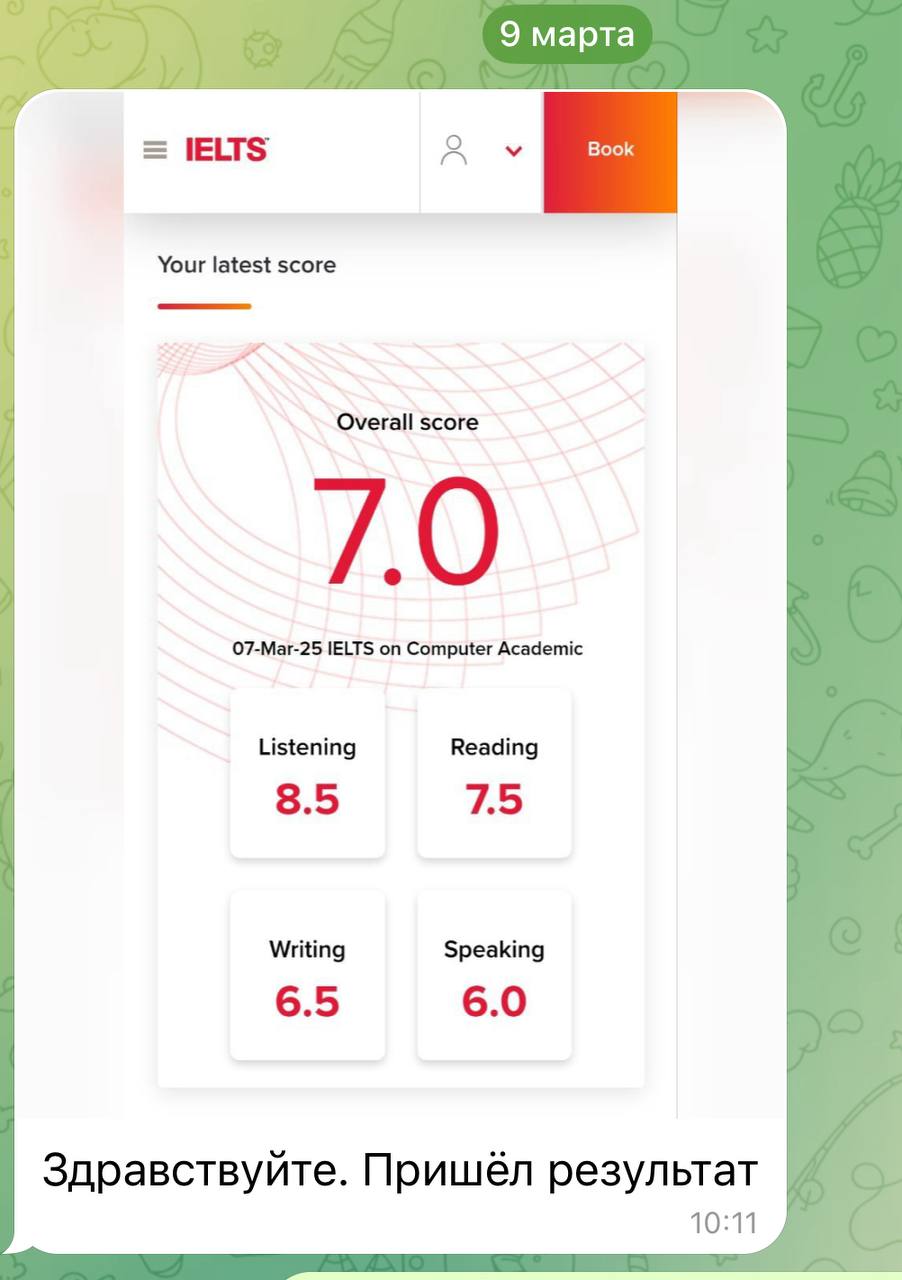 9 марта
IELTS™
Book
Your latest score
Overall score
7.0
07-Mar-25 IELTS on Computer Academic
Listening
Reading
8.5
7.5
Writing
Speaking
6.5
6.0
Здравствуйте. Пришёл результат
10:11